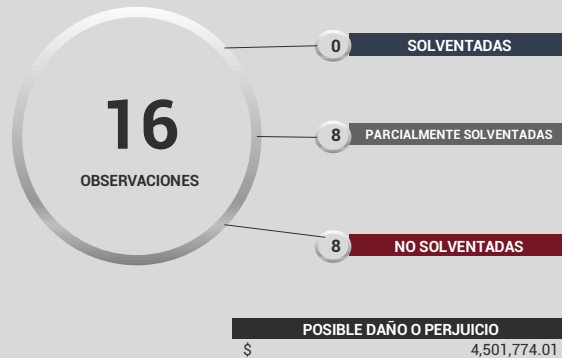 16
OBSERVACIONES
0 SOLVENTADAS
8 PARCIALMENTE SOLVENTADAS
8 NO SOLVENTADAS
POSIBLE DAÑO O PERJUICIO
$ 4,501,774.01